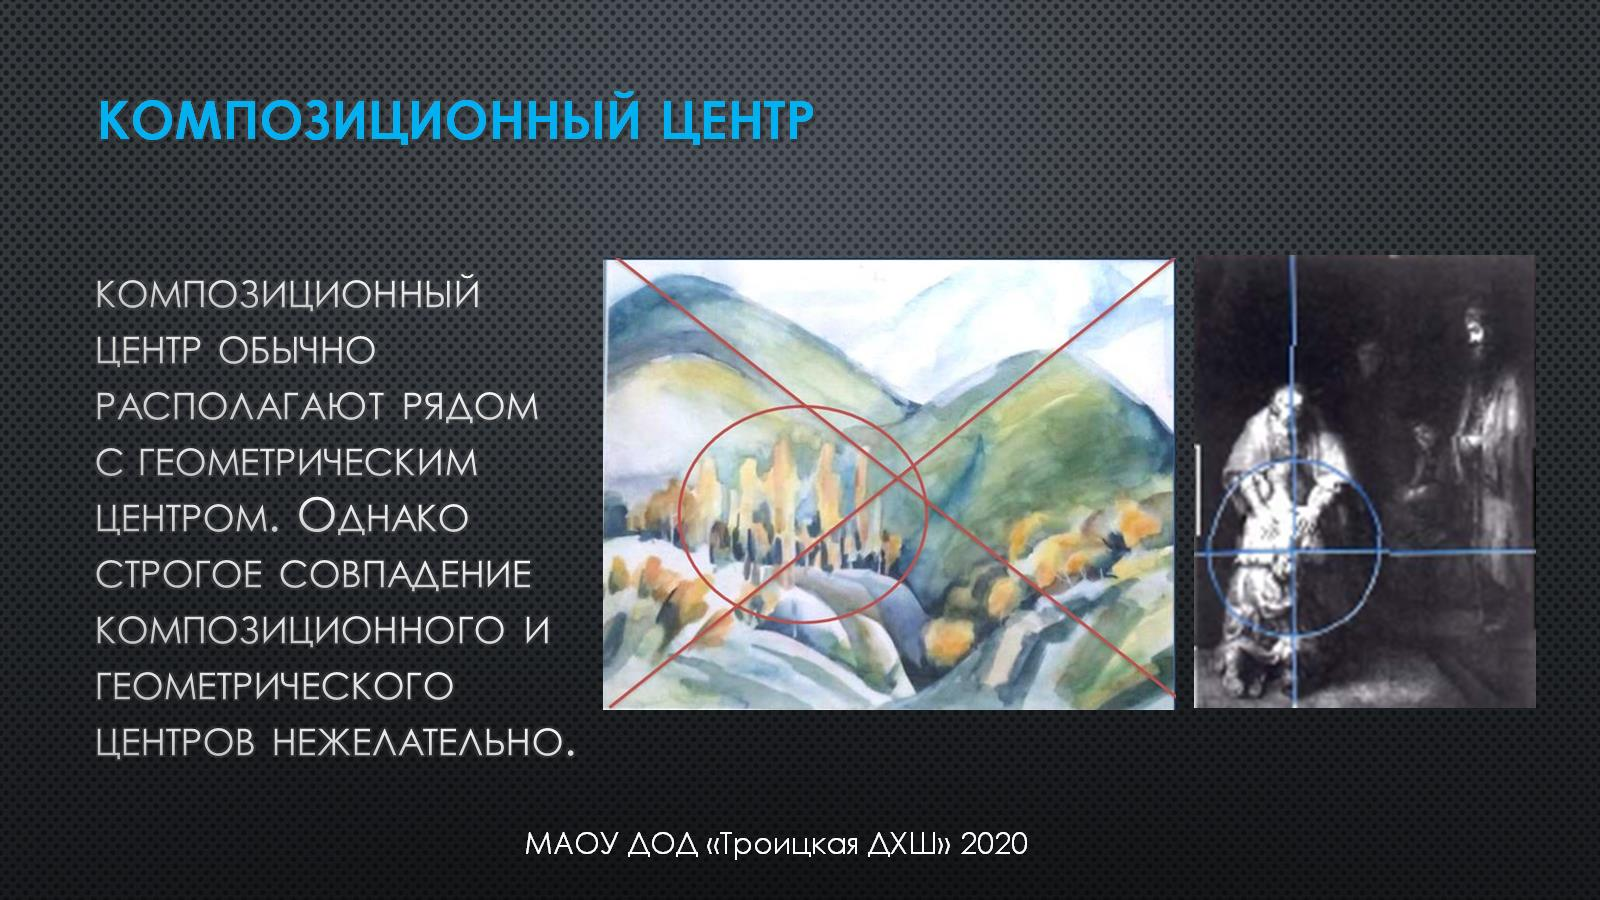 КОМПОЗИЦИОННЫЙ ЦЕНТР
КОМПОЗИЦИОННЫЙ
ЦЕНТР ОБЫЧНО
РАСПОЛАГАЮТ РЯДОМ
С ГЕОМЕТРИЧЕСКИМ
ЦЕНТРОМ. ОДНАКО
СТРОГОЕ СОВПАДЕНИЕ
КОМПОЗИЦИОННОГО И
ГЕОМЕТРИЧЕСКОГО
ЦЕНТРОВ НЕЖЕЛАТЕЛЬНО.
МАОУ ДОД «Троицкая ДХШ» 2020